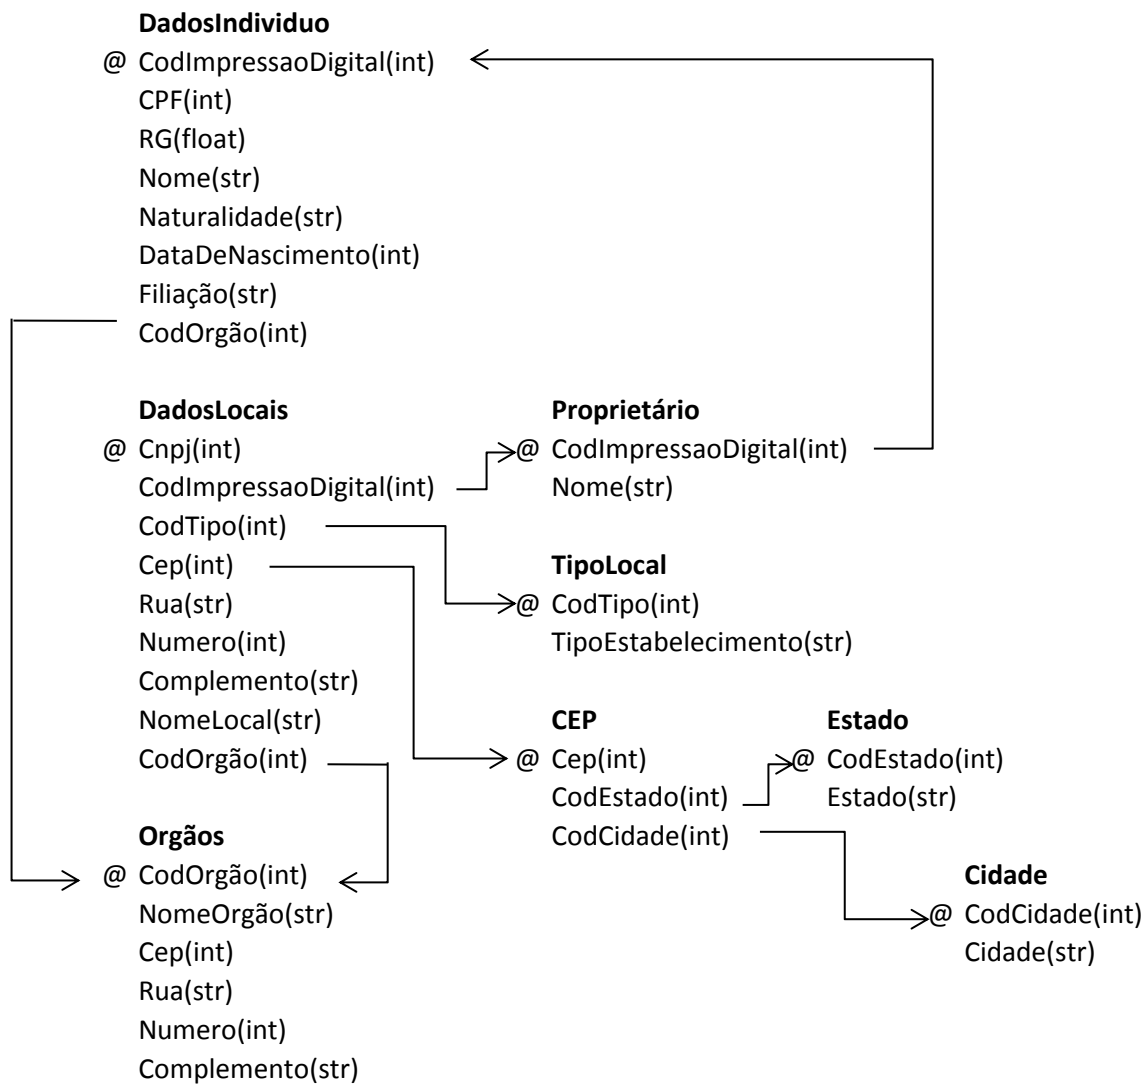 DadosIndividuo
@ CodImpressaoDigital(int)
CPF(int)
RG(float)
Nome(str)
Naturalidade(str)
DataDeNascimento(int)
Filiação(str)
CodOrgão(int)
DadosLocais
@ Cnpj(int)
CodImpressaoDigital(int)
CodTipo(int)
Cep(int)
Rua(str)
Numero(int)
Complemento(str)
NomeLocal(str)
CodOrgão(int)
Proprietário
@ CodImpressaoDigital(int)
Nome(str)
TipoLocal
@ CodTipo(int)
TipoEstabelecimento(str)
CEP
@ Cep(int)
CodEstado(int)
CodCidade(int)
Estado
@ CodEstado(int)
Estado(str)
Cidade
@ CodCidade(int)
Cidade(str)
Orgãos
@ CodOrgão(int)
NomeOrgão(str)
Cep(int)
Rua(str)
Numero(int)
Complemento(str)